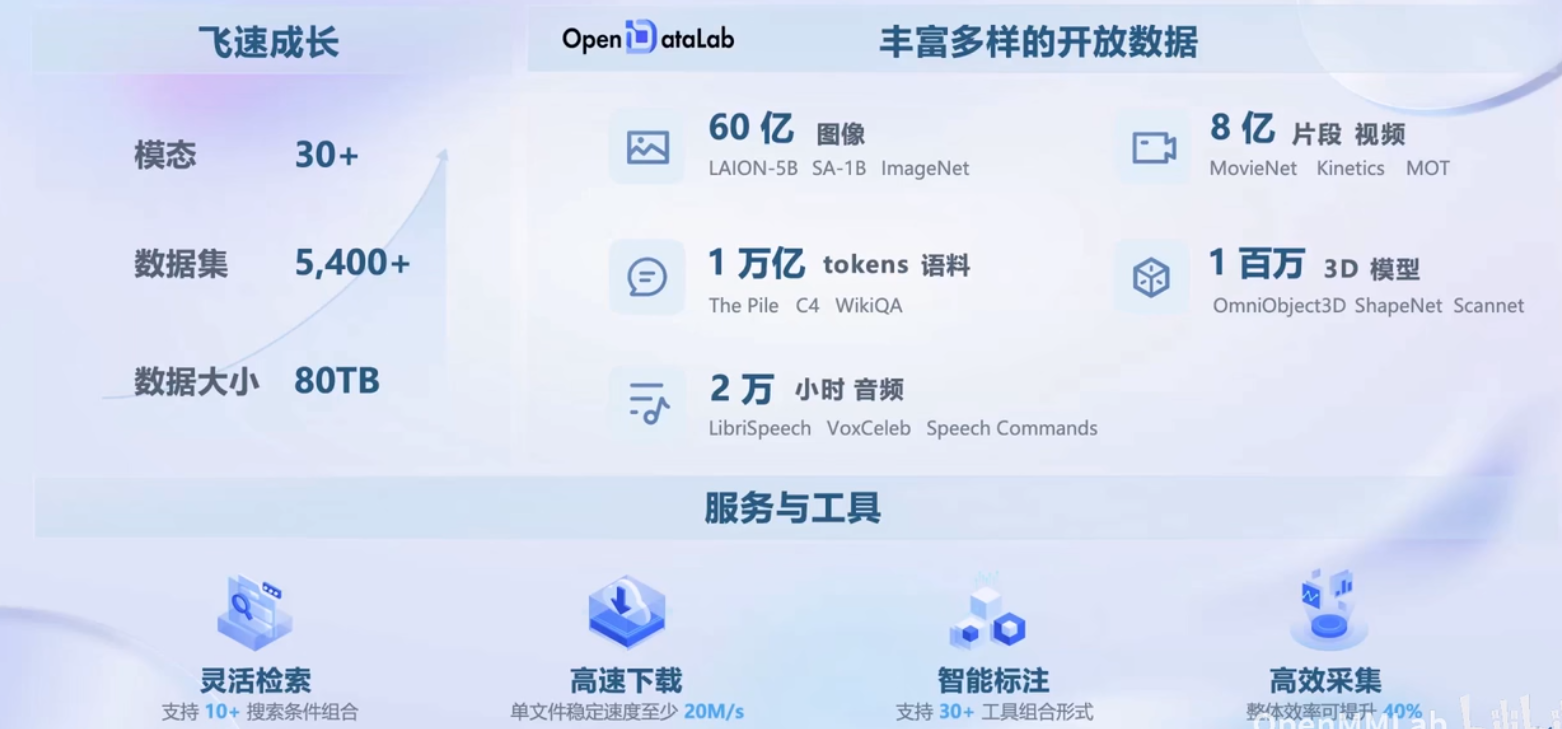 飞速成长
模态 30+
数据集 5,400+
数据大小 80TB
OpenDataLab 丰富多样的开放数据
60 亿 图像
LAION-5B SA-1B ImageNet
8 亿 片段 视频
MovieNet Kinetics MOT
1 万亿 tokens 语料
The Pile C4 WikiQA
1 百万 3D 模型
OmniObject3D ShapeNet Scannet
2 万 小时 音频
LibriSpeech VoxCeleb Speech Commands
服务与工具
灵活检索
支持 10+ 搜索条件组合
高速下载
单文件稳定速度至少 20M/s
智能标注
支持 30+ 工具组合形式
高效采集
整体效率可提升 40%
OpenMMLab